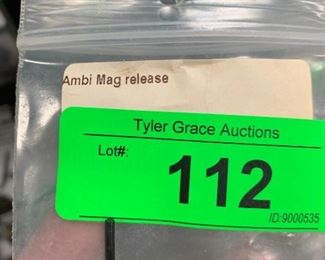 Ambi Mag release
Tyler Grace Auctions
Lot#:
112
ID:9000535